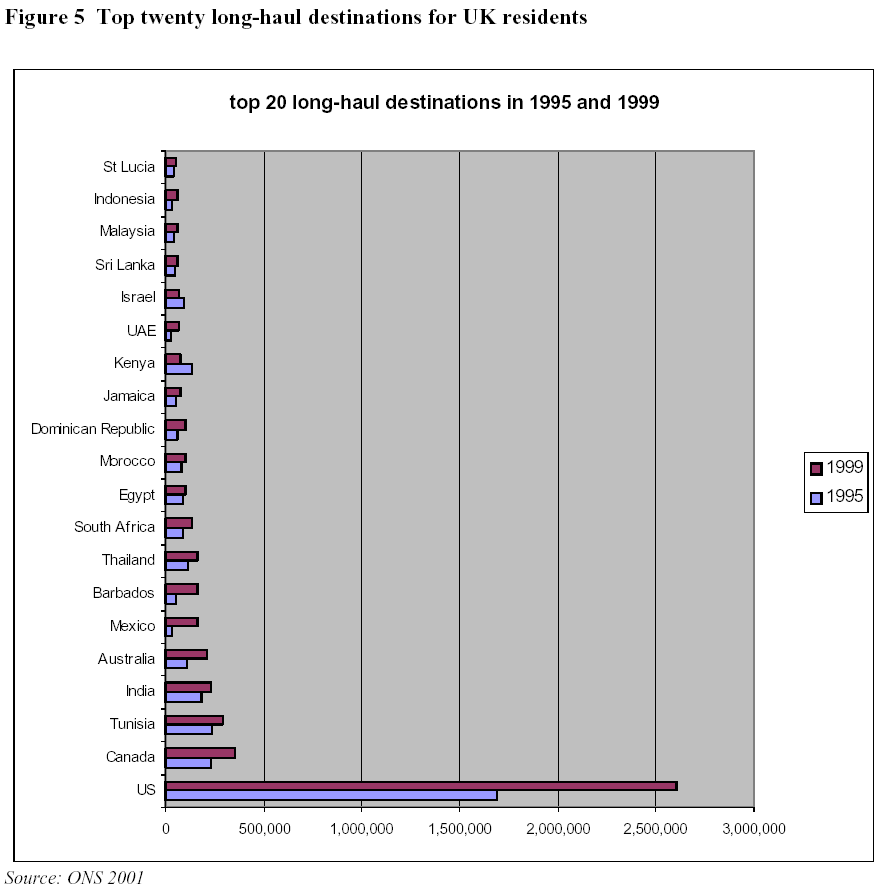 Figure 5 Top twenty long-haul destinations for UK residents
top 20 long-haul destinations in 1995 and 1999
St Lucia
Indonesia
Malaysia
Sri Lanka
Israel
UAE
Kenya
Jamaica
Dominican Republic
Morocco
Egypt
South Africa
Thailand
Barbados
Mexico
Australia
India
Tunisia
Canada
US
0 500,000 1,000,000 1,500,000 2,000,000 2,500,000 3,000,000
1999
1995
Source: ONS 2001